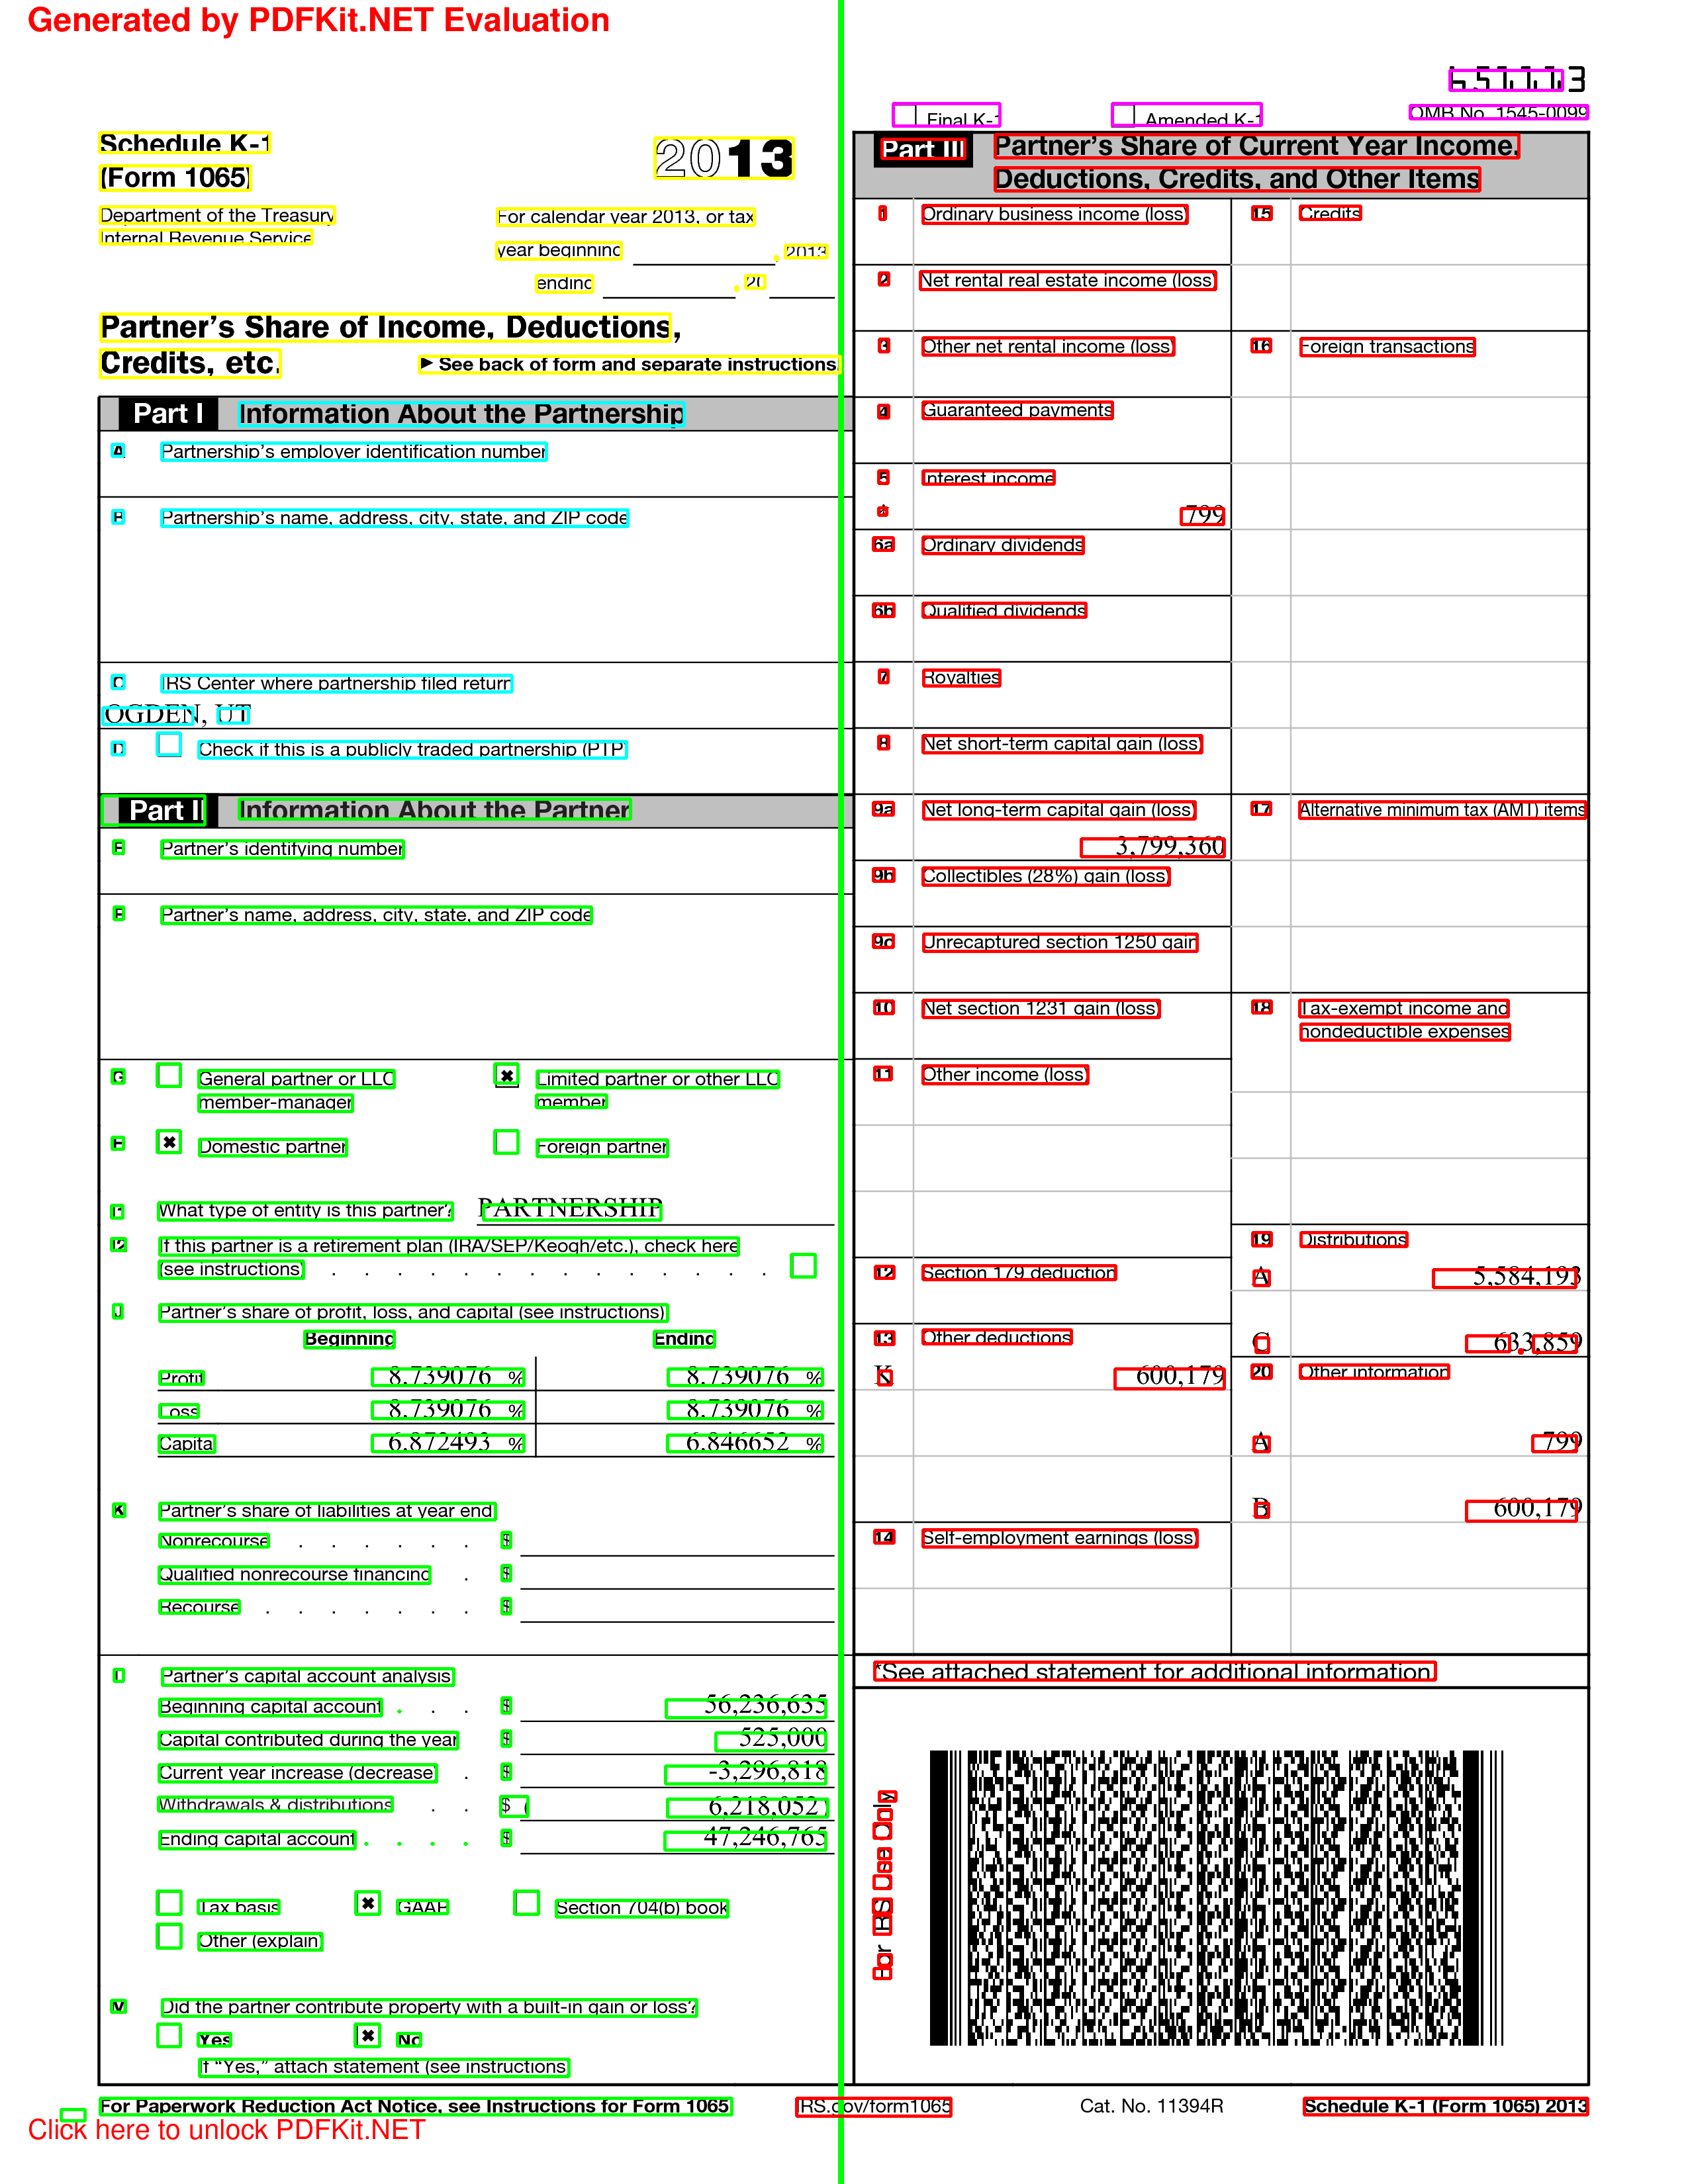 Generated by PDFKit.NET Evaluation
651113
Final K-1
Amended K-1
OMB No. 1545-0099
Schedule K-1
(Form 1065)
2013
Department of the Treasury
Internal Revenue Service
For calendar year 2013, or tax
year beginning , 2013
ending , 20
Partner's Share of Income, Deductions,
Credits, etc.
► See back of form and separate instructions.
Part I Information About the Partnership
A Partnership's employer identification number
B Partnership's name, address, city, state, and ZIP code
C IRS Center where partnership filed return
OGDEN, UT
D Check if this is a publicly traded partnership (PTP)
Part II Information About the Partner
E Partner's identifying number
F Partner's name, address, city, state, and ZIP code
G General partner or LLC
member-manager
✖ Limited partner or other LLC
member
H ✖ Domestic partner
Foreign partner
I1 What type of entity is this partner? PARTNERSHIP
I2 If this partner is a retirement plan (IRA/SEP/Keogh/etc.), check here
(see instructions) . . . . . . . . . . . . . .
J Partner's share of profit, loss, and capital (see instructions)
Beginning Ending
Profit 8.739076 % 8.739076 %
Loss 8.739076 % 8.739076 %
Capital 6.872493 % 6.846652 %
K Partner's share of liabilities at year end
Nonrecourse . . . . . . $
Qualified nonrecourse financing . $
Recourse . . . . . . . $
L Partner's capital account analysis
Beginning capital account . . . $ 56,236,635
Capital contributed during the year $ 525,000
Current year increase (decrease) . $ -3,296,818
Withdrawals & distributions . . $ ( 6,218,052 )
Ending capital account . . . . $ 47,246,765
Tax basis ✖ GAAP Section 704(b) book
Other (explain)
M Did the partner contribute property with a built-in gain or loss?
Yes ✖ No
If "Yes," attach statement (see instructions)
Part III Partner's Share of Current Year Income,
Deductions, Credits, and Other Items
1 Ordinary business income (loss)
15 Credits
2 Net rental real estate income (loss)
3 Other net rental income (loss)
16 Foreign transactions
4 Guaranteed payments
5 Interest income
* 799
6a Ordinary dividends
6b Qualified dividends
7 Royalties
8 Net short-term capital gain (loss)
9a Net long-term capital gain (loss)
3,799,360
17 Alternative minimum tax (AMT) items
9b Collectibles (28%) gain (loss)
9c Unrecaptured section 1250 gain
10 Net section 1231 gain (loss)
18 Tax-exempt income and
nondeductible expenses
11 Other income (loss)
19 Distributions
A 5,584,193
12 Section 179 deduction
C 633,859
13 Other deductions
K 600,179
20 Other information
A 799
B 600,179
14 Self-employment earnings (loss)
*See attached statement for additional information.
For IRS Use Only
For Paperwork Reduction Act Notice, see Instructions for Form 1065.
IRS.gov/form1065
Cat. No. 11394R
Schedule K-1 (Form 1065) 2013
Click here to unlock PDFKit.NET